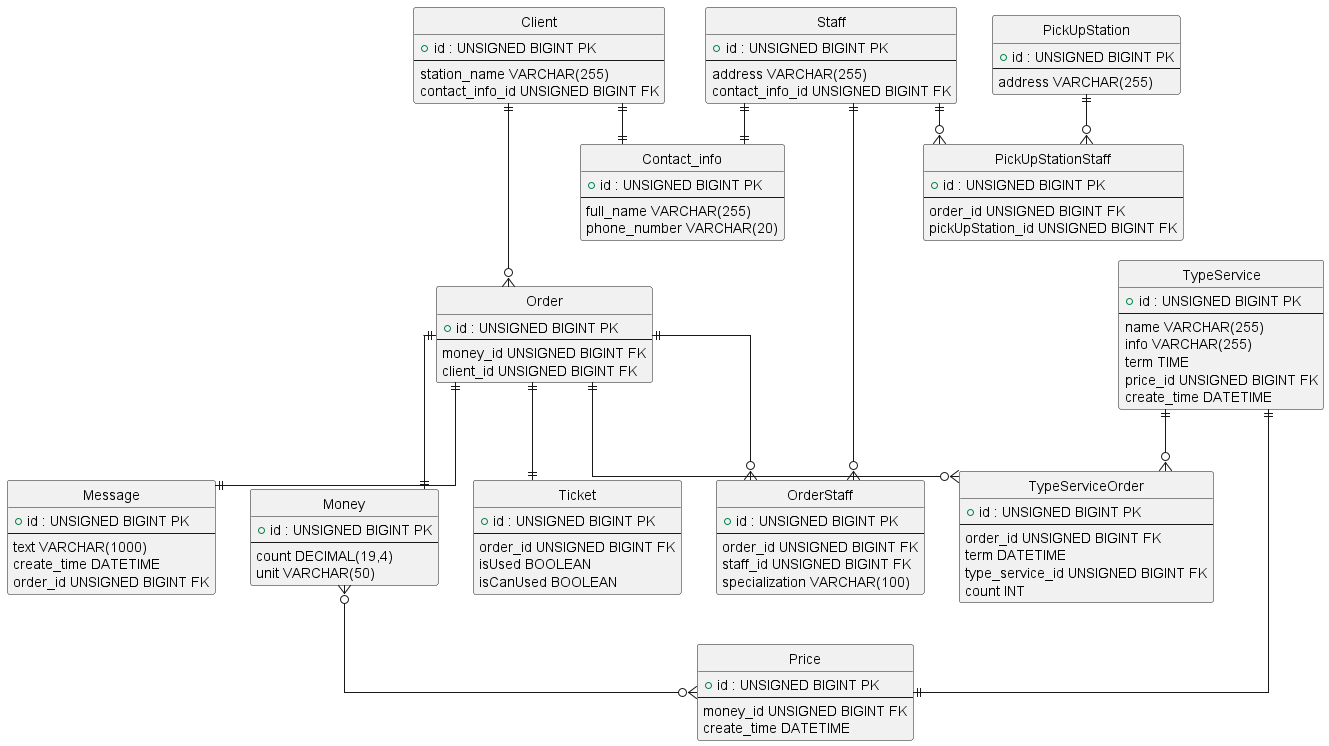 Client
id : UNSIGNED BIGINT PK
station_name VARCHAR(255)
contact_info_id UNSIGNED BIGINT FK
Staff
id : UNSIGNED BIGINT PK
address VARCHAR(255)
contact_info_id UNSIGNED BIGINT FK
PickUpStation
id : UNSIGNED BIGINT PK
address VARCHAR(255)
Contact_info
id : UNSIGNED BIGINT PK
full_name VARCHAR(255)
phone_number VARCHAR(20)
PickUpStationStaff
id : UNSIGNED BIGINT PK
order_id UNSIGNED BIGINT FK
pickUpStation_id UNSIGNED BIGINT FK
Order
id : UNSIGNED BIGINT PK
money_id UNSIGNED BIGINT FK
client_id UNSIGNED BIGINT FK
TypeService
id : UNSIGNED BIGINT PK
name VARCHAR(255)
info VARCHAR(255)
term TIME
price_id UNSIGNED BIGINT FK
create_time DATETIME
Message
id : UNSIGNED BIGINT PK
text VARCHAR(1000)
create_time DATETIME
order_id UNSIGNED BIGINT FK
Money
id : UNSIGNED BIGINT PK
count DECIMAL(19,4)
unit VARCHAR(50)
Ticket
id : UNSIGNED BIGINT PK
order_id UNSIGNED BIGINT FK
isUsed BOOLEAN
isCanUsed BOOLEAN
OrderStaff
id : UNSIGNED BIGINT PK
order_id UNSIGNED BIGINT FK
staff_id UNSIGNED BIGINT FK
specialization VARCHAR(100)
TypeServiceOrder
id : UNSIGNED BIGINT PK
order_id UNSIGNED BIGINT FK
term DATETIME
type_service_id UNSIGNED BIGINT FK
count INT
Price
id : UNSIGNED BIGINT PK
money_id UNSIGNED BIGINT FK
create_time DATETIME